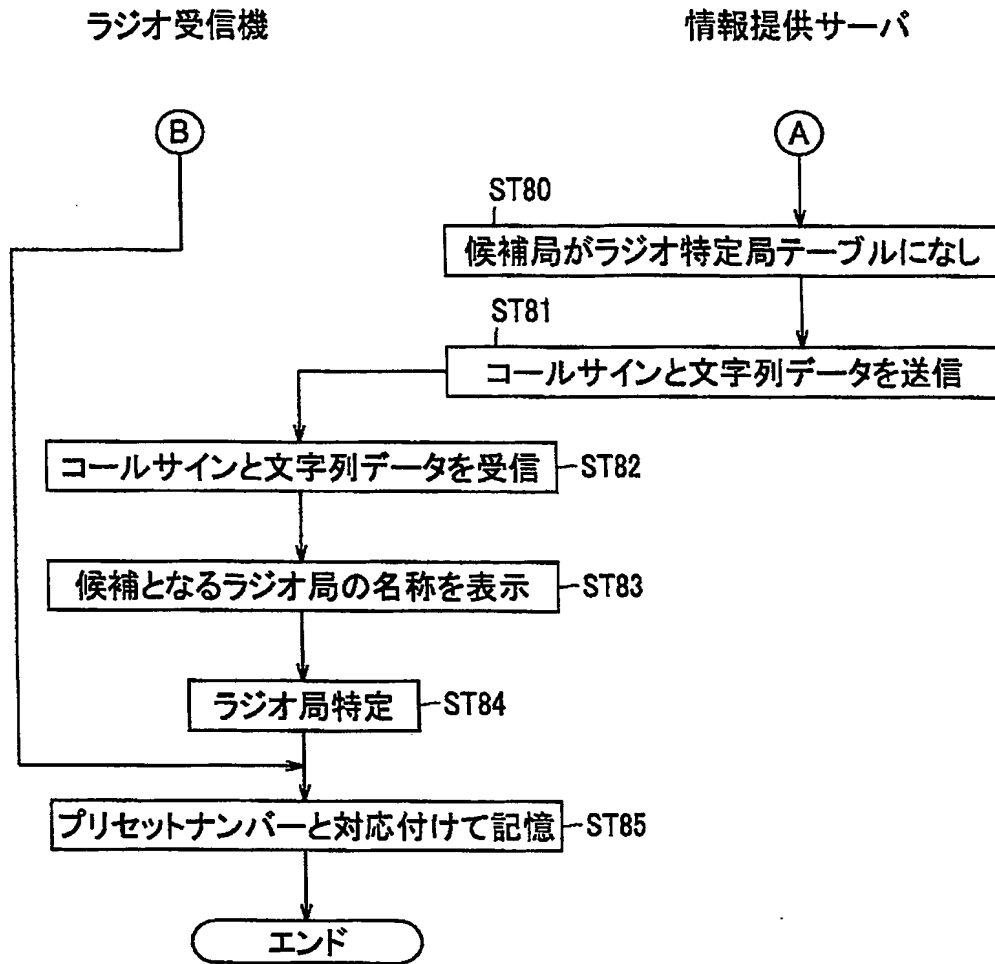 ラジオ受信機
情報提供サーバ
B
A
ST80
候補局がラジオ特定局テーブルになし
ST81
コールサインと文字列データを送信
コールサインと文字列データを受信
ST82
候補となるラジオ局の名称を表示
ST83
ラジオ局特定
ST84
プリセットナンバーと対応付けて記憶
ST85
エンド